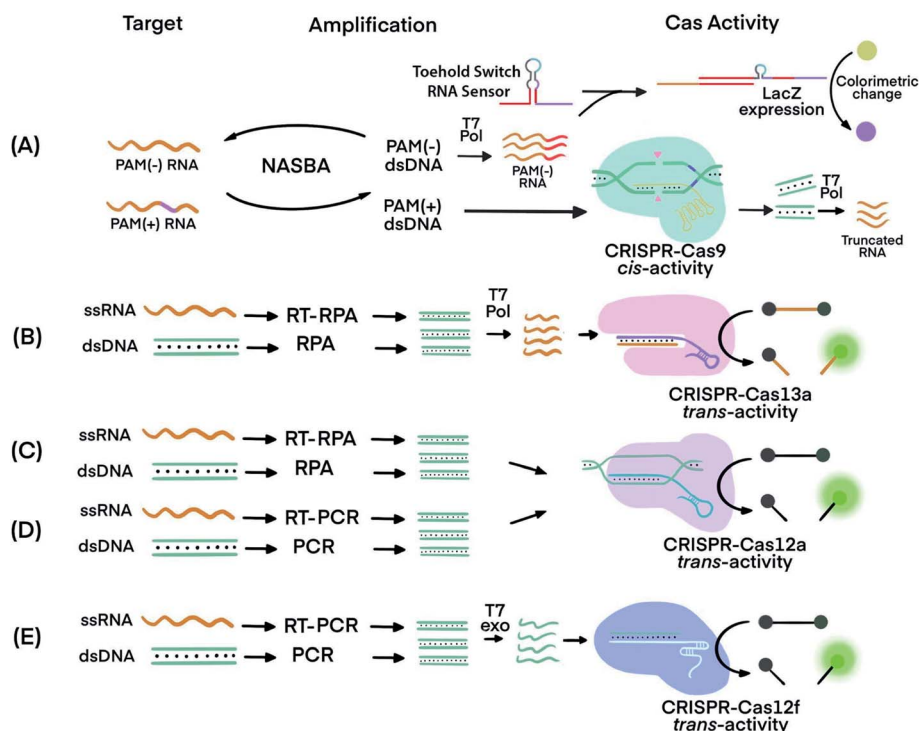 Target
Amplification
Cas Activity
Toehold Switch
RNA Sensor
LacZ
expression
Colorimetric
change
(A)
PAM(-) RNA
NASBA
PAM(-)
dsDNA
T7
Pol
PAM(-)
RNA
PAM(+) RNA
PAM(+)
dsDNA
CRISPR-Cas9
cis-activity
T7
Pol
Truncated
RNA
(B)
ssRNA
RT-RPA
dsDNA
RPA
T7
Pol
CRISPR-Cas13a
trans-activity
(C)
ssRNA
RT-RPA
dsDNA
RPA
(D)
ssRNA
RT-PCR
dsDNA
PCR
CRISPR-Cas12a
trans-activity
(E)
ssRNA
RT-PCR
dsDNA
PCR
T7
exo
CRISPR-Cas12f
trans-activity